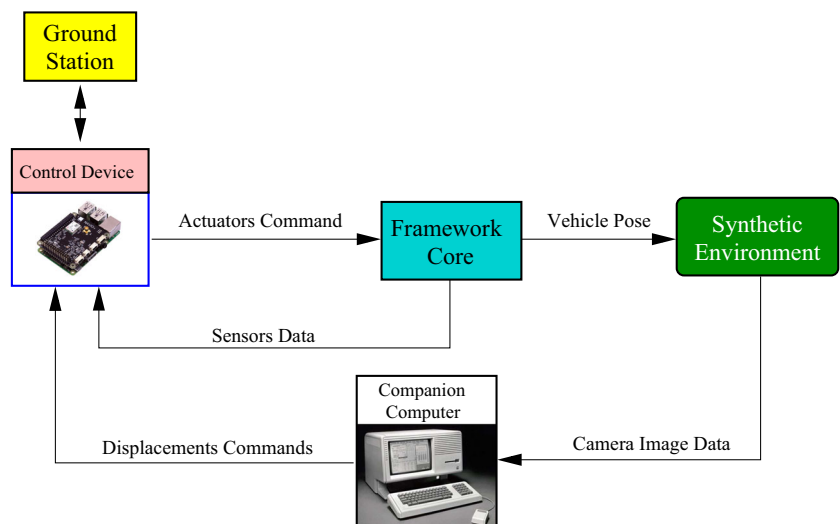 Ground
Station
Control Device
Actuators Command
Framework
Core
Vehicle Pose
Synthetic
Environment
Sensors Data
Companion
Computer
Displacements Commands
Camera Image Data